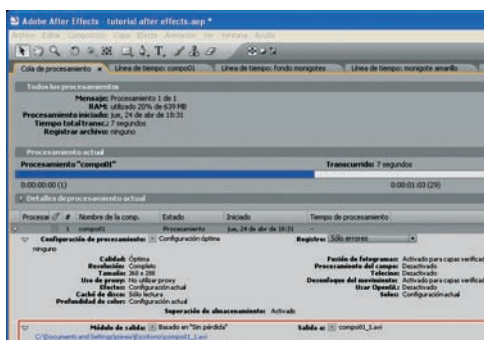 Adobe After Effects - tutorial after effects.aep *
Archivo Editar Composición Capa Efecto Animación Ver Ventana Ayuda
Cola de procesamiento × Línea de tiempo: compo01 Línea de tiempo: fondo monigotes Línea de tiempo: monigote amarillo
Todos los procesamientos
Mensaje: Procesamiento 1 de 1
RAM: utilizado 20% de 639 MB
Procesamiento iniciado: jue, 24 de abr de 18:31
Tiempo total transc.: 7 segundos
Registrar archivo: ninguno
Procesamiento actual
Procesamiento "compo01" Transcurrido: 7 segundos
0:00:00:00 (1) 0:00:01:03 (29)
Detalles de procesamiento actual
Procesar # Nombre de la comp. Estado Iniciado Tiempo de procesamiento
1 compo01 Procesamiento jue, 24 de abr de 18:31 -
Configuración de procesamiento: Configuración óptima Registro: Sólo errores
ninguno
Calidad: Óptima Fusión de fotogramas: Activado para capas verificad
Resolución: Completo Procesamiento del campo: Desactivado
Tamaño: 360 x 288 Telecine: Desactivado
Uso de proxy: No utilizar proxy Desenfoque del movimiento: Activado para capas verificad
Efectos: Configuración actual Usar OpenGL: Desactivado
Caché de disco: Sólo lectura Solos: Configuración actual
Profundidad de color: Configuración actual
Superación de almacenamiento: Activado
Módulo de salida: Basado en "Sin pérdida" Salida a: compo01_1.avi